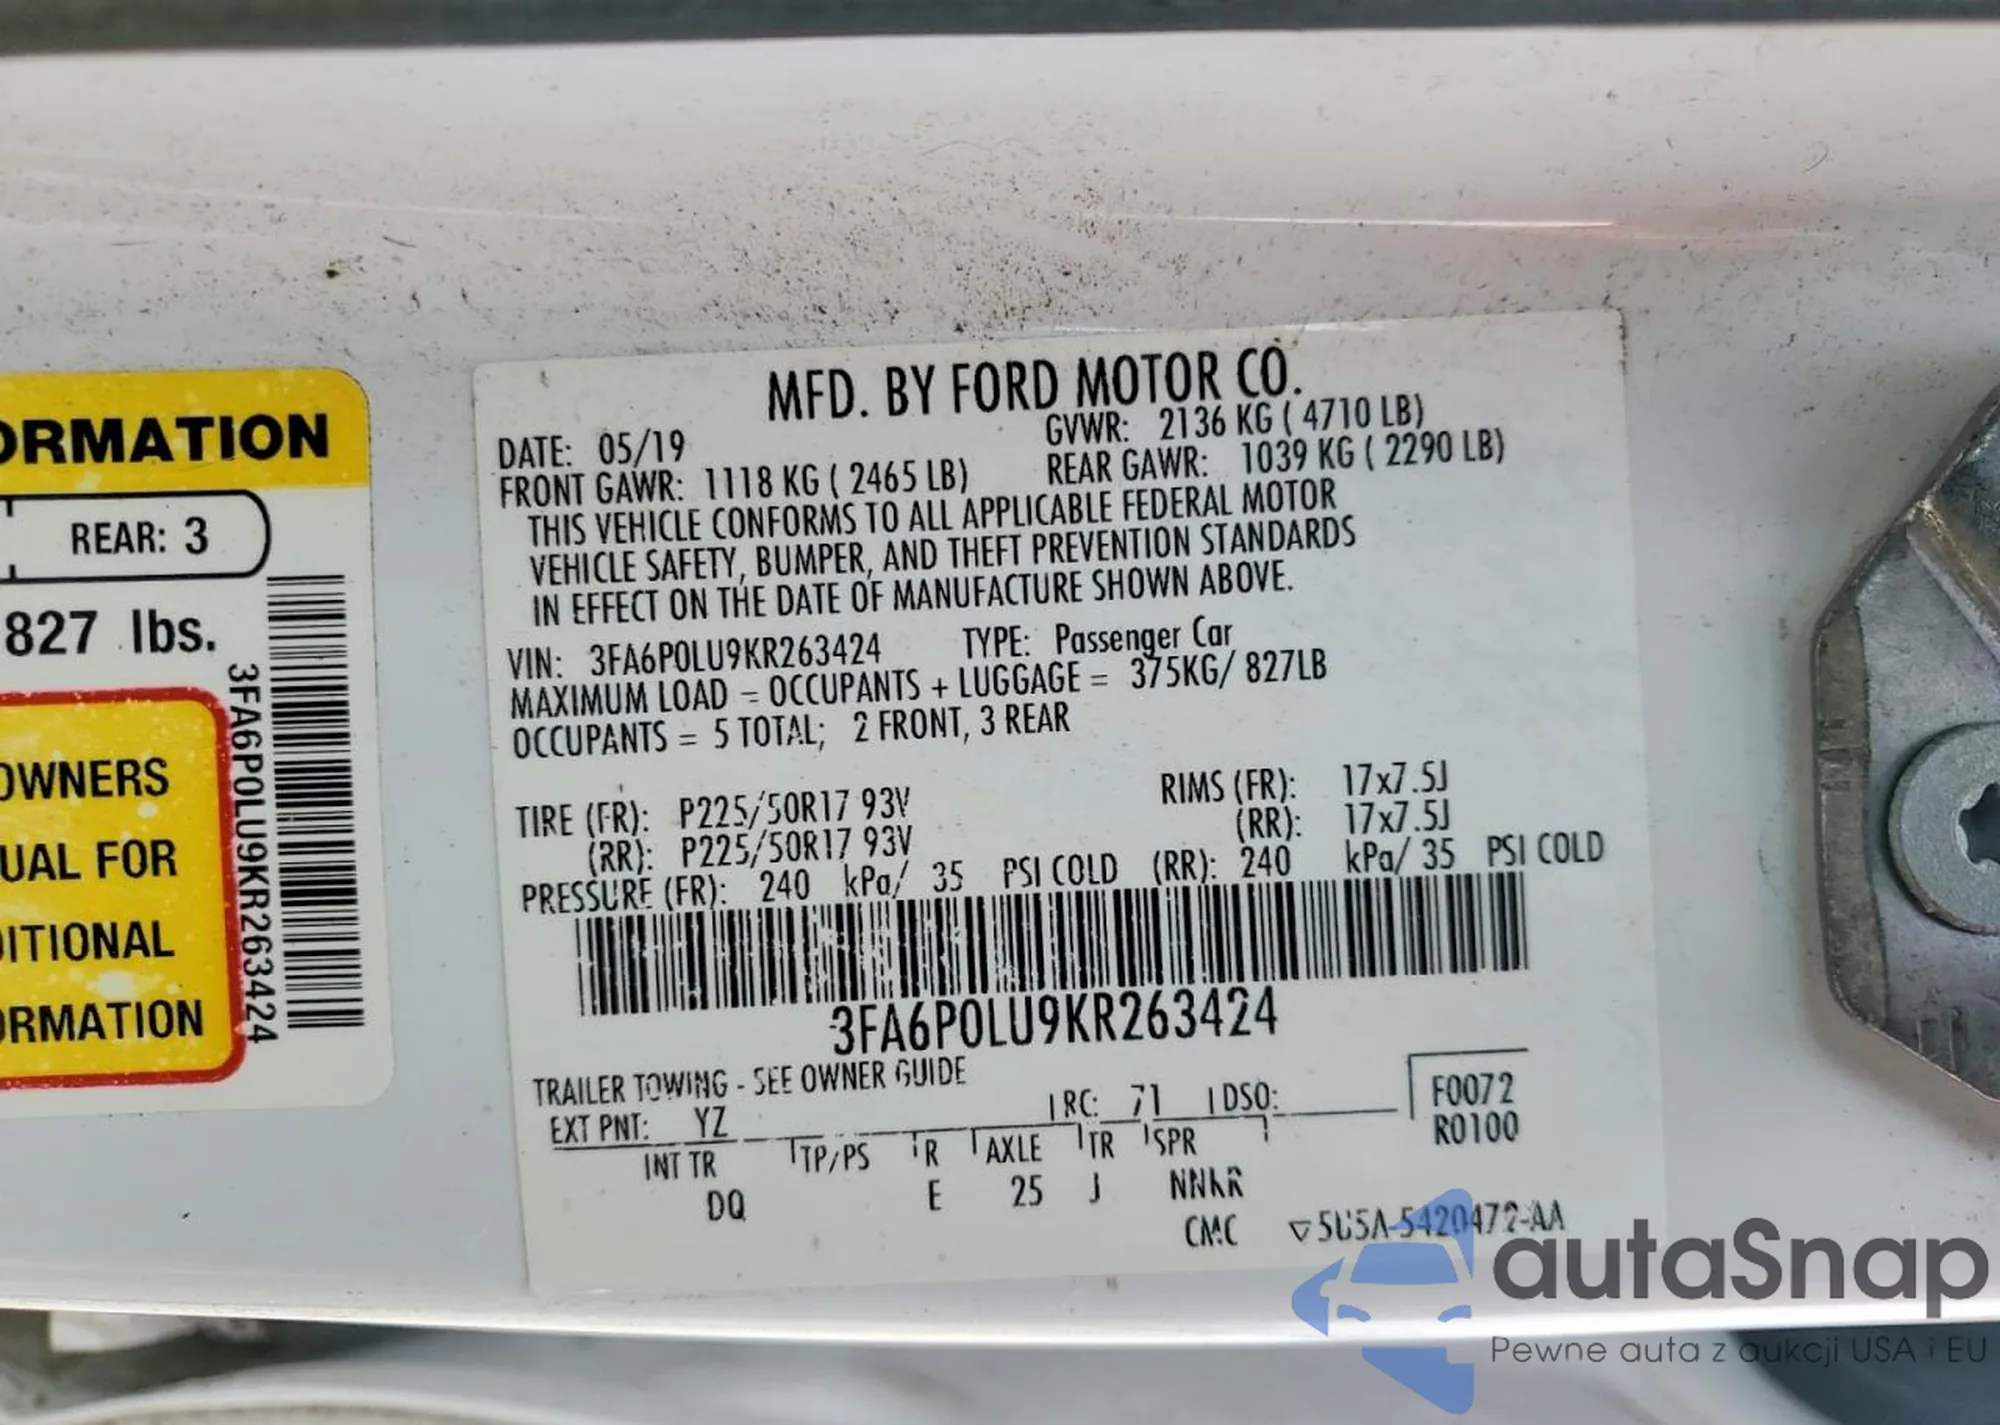 ORMATION
REAR: 3
827 lbs.
3FA6P0LU9KR263424
OWNERS
UAL FOR
DITIONAL
ORMATION
MFD. BY FORD MOTOR CO.
DATE: 05/19 GVWR: 2136 KG ( 4710 LB)
FRONT GAWR: 1118 KG ( 2465 LB) REAR GAWR: 1039 KG ( 2290 LB)
THIS VEHICLE CONFORMS TO ALL APPLICABLE FEDERAL MOTOR
VEHICLE SAFETY, BUMPER, AND THEFT PREVENTION STANDARDS
IN EFFECT ON THE DATE OF MANUFACTURE SHOWN ABOVE.
VIN: 3FA6P0LU9KR263424 TYPE: Passenger Car
MAXIMUM LOAD = OCCUPANTS + LUGGAGE = 375KG/ 827LB
OCCUPANTS = 5 TOTAL; 2 FRONT, 3 REAR
TIRE (FR): P225/50R17 93V RIMS (FR): 17x7.5J
(RR): P225/50R17 93V (RR): 17x7.5J
PRESSURE (FR): 240 kPa/ 35 PSI COLD (RR): 240 kPa/ 35 PSI COLD
3FA6P0LU9KR263424
TRAILER TOWING - SEE OWNER GUIDE
EXT PNT: YZ RC: 71 DSO: F0072
INT TR TP/PS R AXLE TR SPR R0100
DQ E 25 J
CMC 5U5A-5420472-AA
autaSnap
Pewne auta z aukcji USA i EU